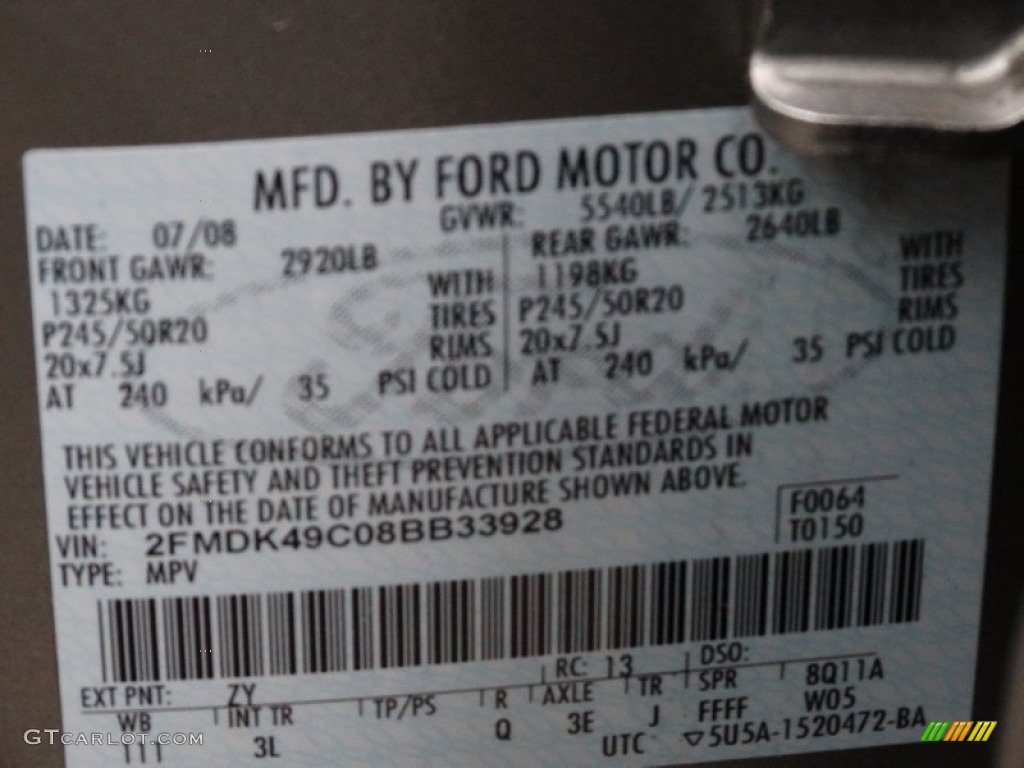 MFD. BY FORD MOTOR CO.
DATE: 07/08 GVWR: 5540LB/ 2513KG
FRONT GAWR: 2920LB REAR GAWR: 2640LB
1325KG WITH 1198KG WITH
P245/50R20 TIRES P245/50R20 TIRES
20x7.5J RIMS 20x7.5J RIMS
AT 240 kPa/ 35 PSI COLD AT 240 kPa/ 35 PSI COLD
THIS VEHICLE CONFORMS TO ALL APPLICABLE FEDERAL MOTOR
VEHICLE SAFETY AND THEFT PREVENTION STANDARDS IN
EFFECT ON THE DATE OF MANUFACTURE SHOWN ABOVE.
F0064
VIN: 2FMDK49C08BB33928 T0150
TYPE: MPV
EXT PNT: ZY RC: 13 DSO:
WB INT TR TP/PS R AXLE TR SPR 8Q11A
111 3L Q 3E J FFFF W05
UTC ▽5U5A-1520472-BA
GTCARLOT.COM